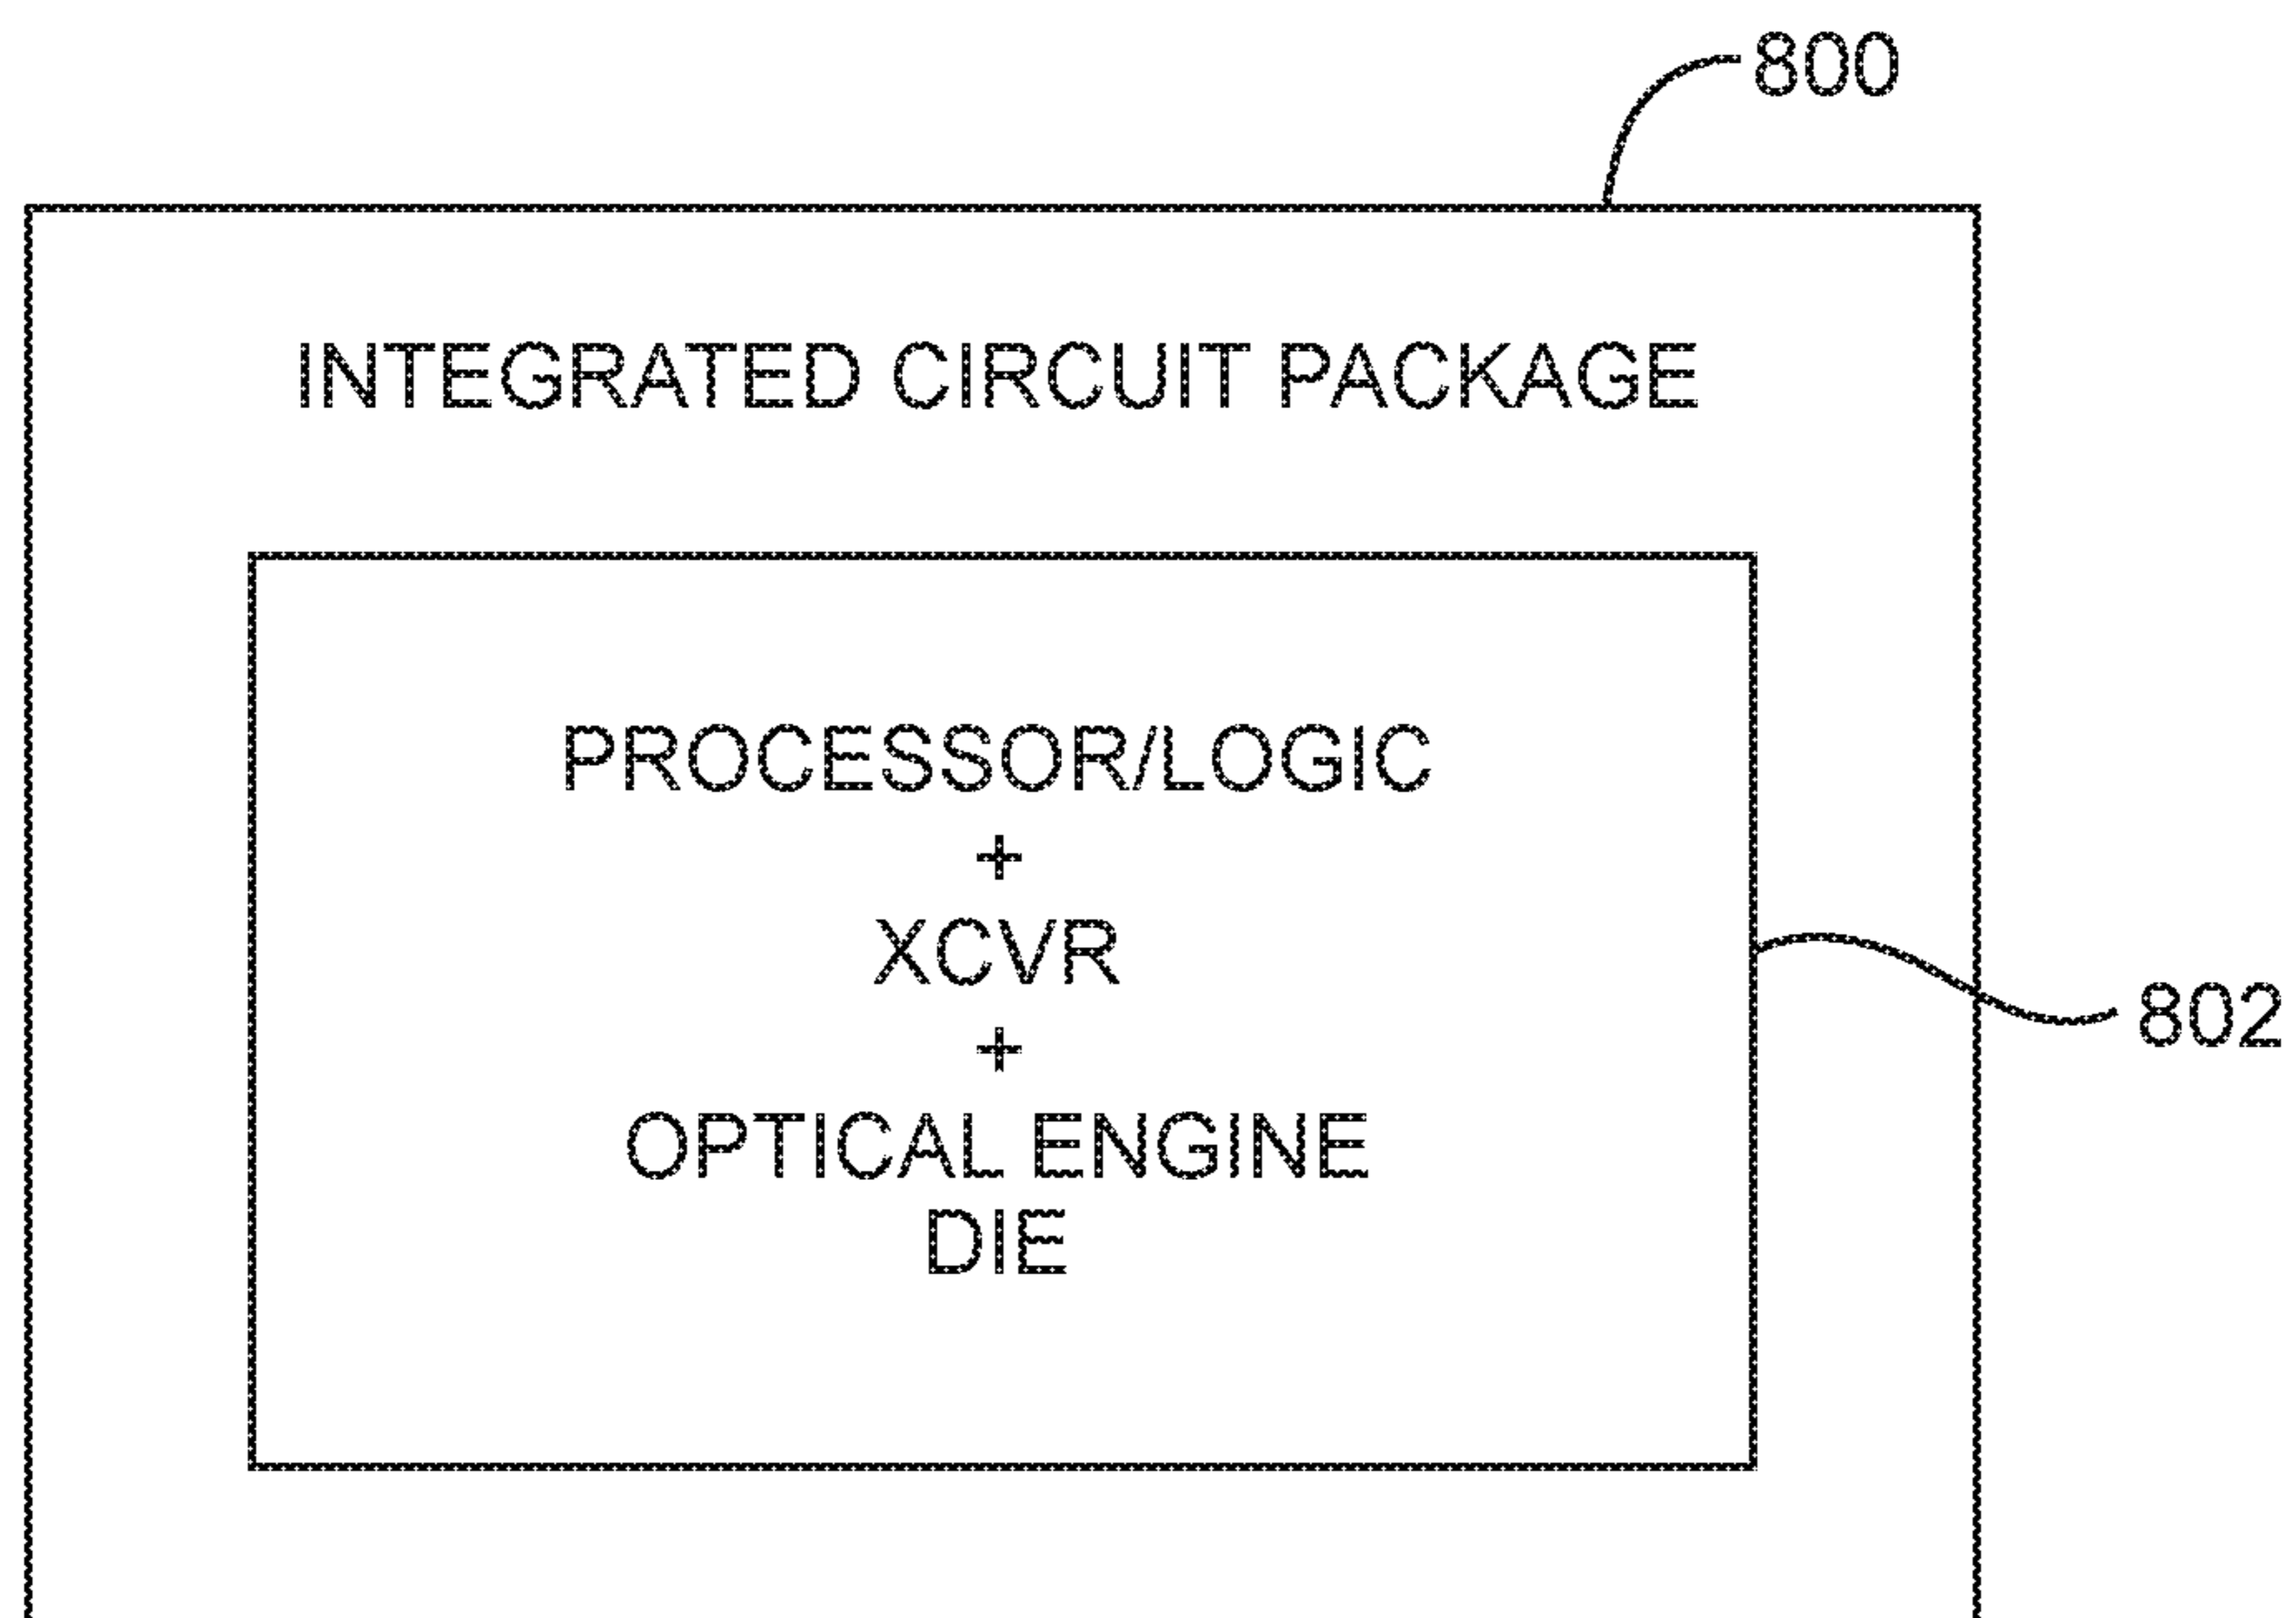 800
INTEGRATED CIRCUIT PACKAGE
PROCESSOR/LOGIC
+
XCVR
+
OPTICAL ENGINE
DIE
802